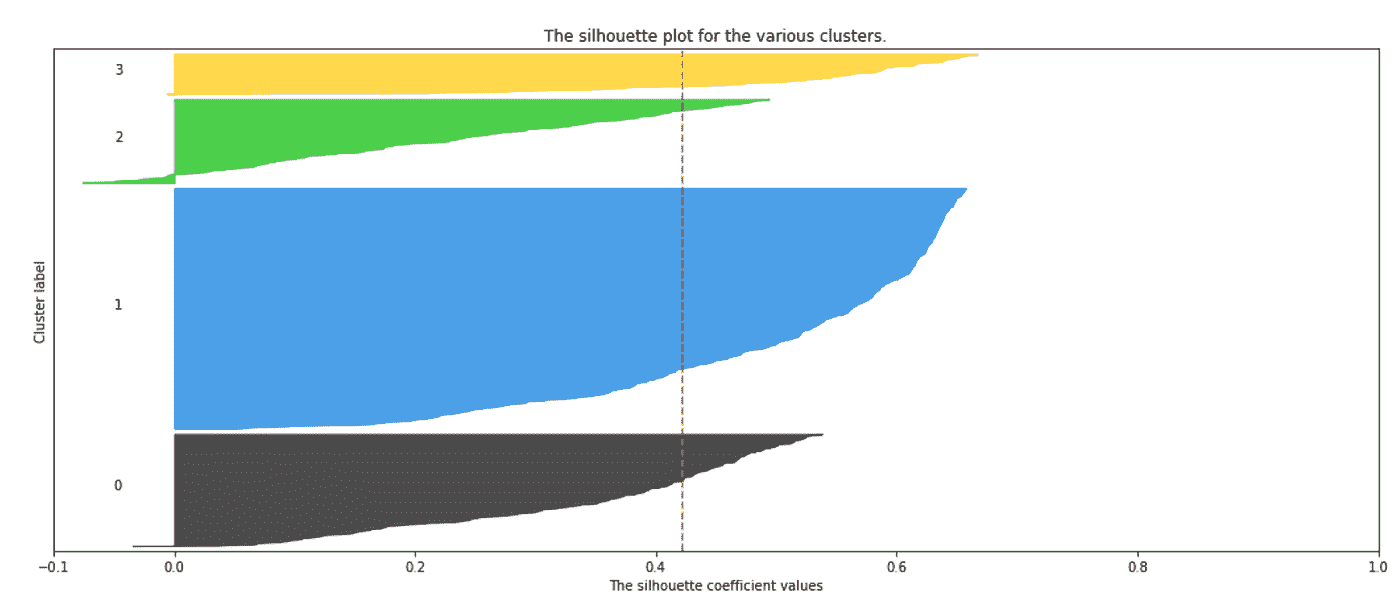 The silhouette plot for the various clusters.
3
2
1
0
Cluster label
−0.1 0.0 0.2 0.4 0.6 0.8 1.0
The silhouette coefficient values